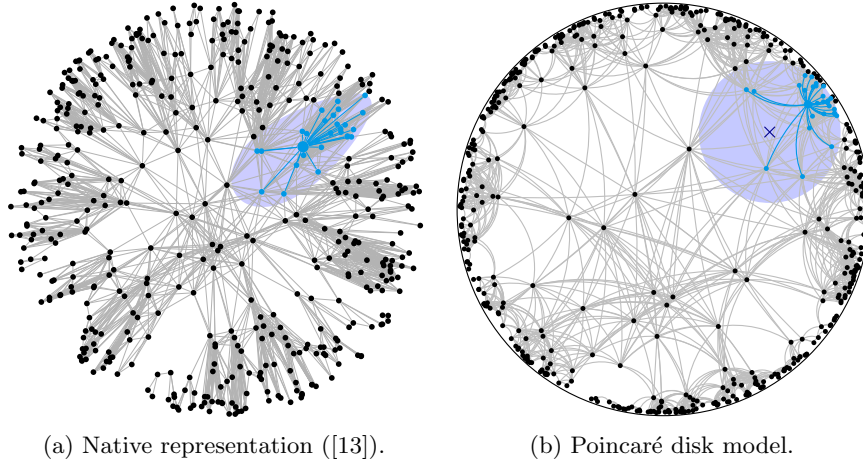 (a) Native representation ([13]).
(b) Poincaré disk model.